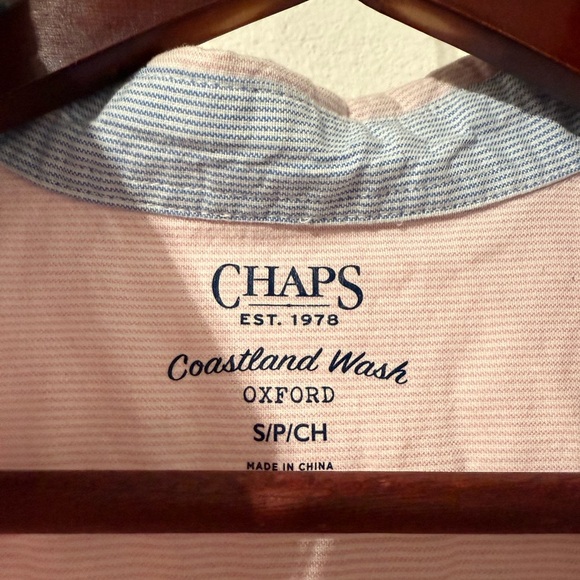 CHAPS
EST. 1978
Coastland Wash
OXFORD
S/P/CH
MADE IN CHINA